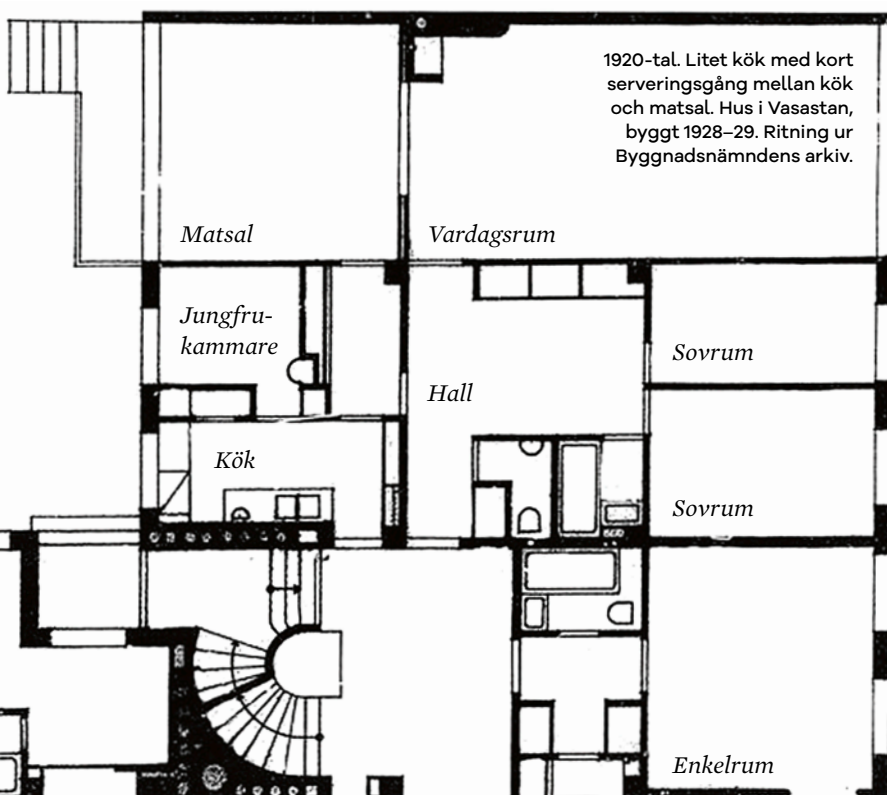 1920-tal. Litet kök med kort
serveringsgång mellan kök
och matsal. Hus i Vasastan,
byggt 1928–29. Ritning ur
Byggnadsnämndens arkiv.
Matsal
Vardagsrum
Jungfru-
kammare
Sovrum
Hall
Kök
Sovrum
Enkelrum